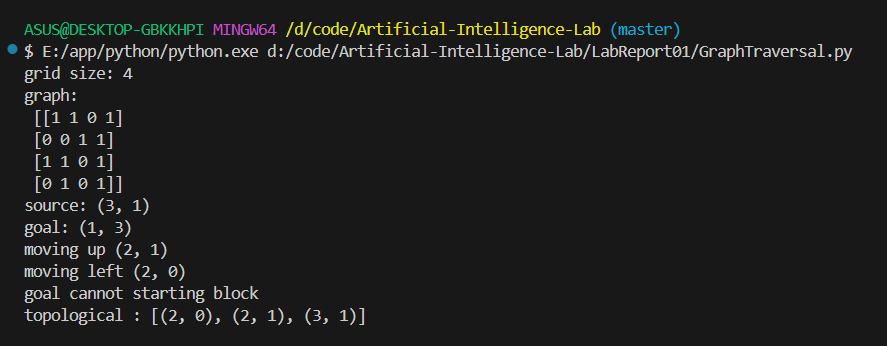 ASUS@DESKTOP-GBKKHPI MINGW64 /d/code/Artificial-Intelligence-Lab (master)
$ E:/app/python/python.exe d:/code/Artificial-Intelligence-Lab/LabReport01/GraphTraversal.py
grid size: 4
graph:
 [[1 1 0 1]
 [0 0 1 1]
 [1 1 0 1]
 [0 1 0 1]]
source: (3, 1)
goal: (1, 3)
moving up (2, 1)
moving left (2, 0)
goal cannot starting block
topological : [(2, 0), (2, 1), (3, 1)]